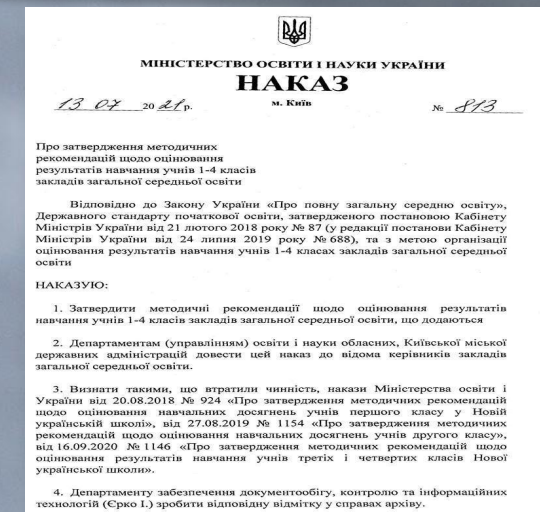 МІНІСТЕРСТВО ОСВІТИ І НАУКИ УКРАЇНИ
НАКАЗ
13 07 2021 р. м. Київ № 813
Про затвердження методичних
рекомендацій щодо оцінювання
результатів навчання учнів 1-4 класів
закладів загальної середньої освіти
Відповідно до Закону України «Про повну загальну середню освіту»,
Державного стандарту початкової освіти, затвердженого постановою Кабінету
Міністрів України від 21 лютого 2018 року № 87 (у редакції постанови Кабінету
Міністрів України від 24 липня 2019 року № 688), та з метою організації
оцінювання результатів навчання учнів 1-4 класах закладів загальної середньої
освіти
НАКАЗУЮ:
1. Затвердити методичні рекомендації щодо оцінювання результатів
навчання учнів 1-4 класів закладів загальної середньої освіти, що додаються
2. Департаментам (управлінням) освіти і науки обласних, Київської міської
державних адміністрацій довести цей наказ до відома керівників закладів
загальної середньої освіти.
3. Визнати такими, що втратили чинність, накази Міністерства освіти і
України від 20.08.2018 № 924 «Про затвердження методичних рекомендацій
щодо оцінювання навчальних досягнень учнів першого класу у Новій
українській школі», від 27.08.2019 № 1154 «Про затвердження методичних
рекомендацій щодо оцінювання навчальних досягнень учнів другого класу»,
від 16.09.2020 № 1146 «Про затвердження методичних рекомендацій щодо
оцінювання результатів навчання учнів третіх і четвертих класів Нової
української школи».
4. Департаменту забезпечення документообігу, контролю та інформаційних
технологій (Єрко І.) зробити відповідну відмітку у справах архіву.